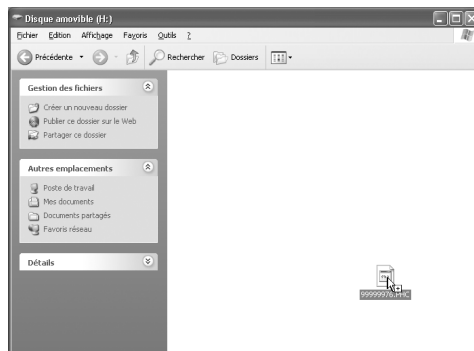 Disque amovible (H:)
Fichier Edition Affichage Favoris Outils ?
Précédente Rechercher Dossiers
Gestion des fichiers
Créer un nouveau dossier
Publier ce dossier sur le Web
Partager ce dossier
Autres emplacements
Poste de travail
Mes documents
Documents partagés
Favoris réseau
Détails
99999976.PHC